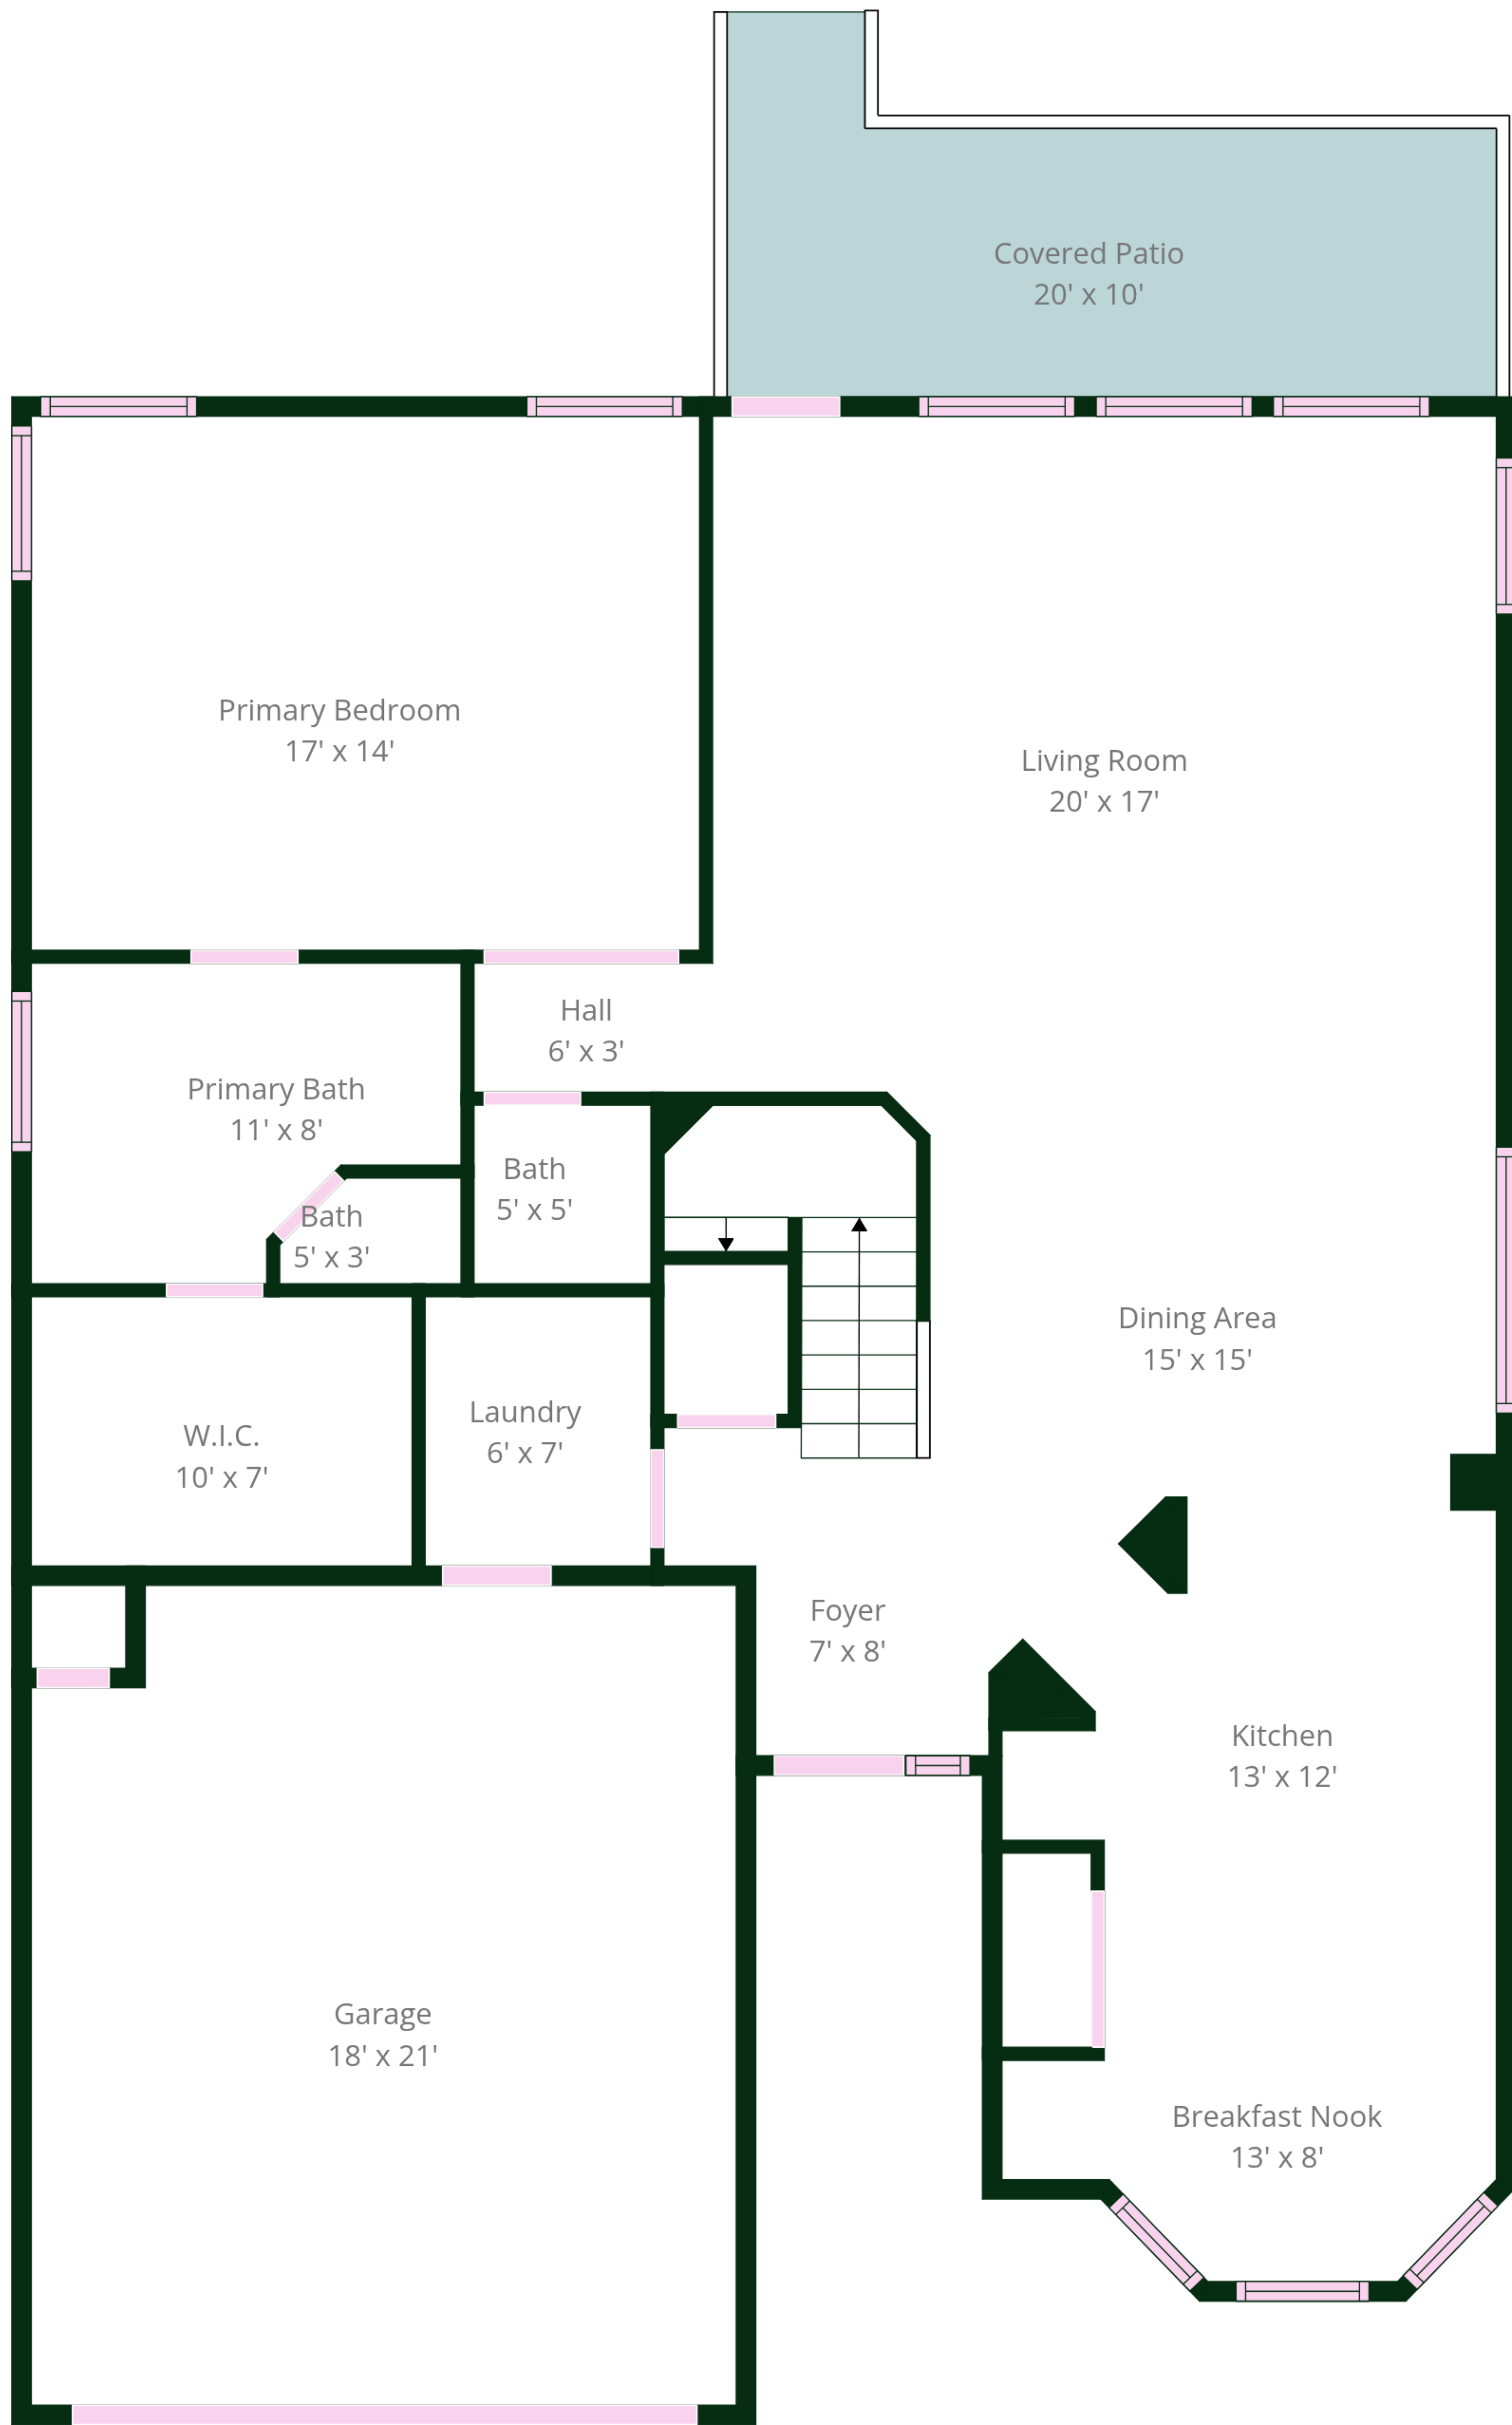 Covered Patio
20' x 10'
Primary Bedroom
17' x 14'
Living Room
20' x 17'
Hall
6' x 3'
Primary Bath
11' x 8'
Bath
5' x 5'
Bath
5' x 3'
Dining Area
15' x 15'
Laundry
6' x 7'
W.I.C.
10' x 7'
Foyer
7' x 8'
Kitchen
13' x 12'
Garage
18' x 21'
Breakfast Nook
13' x 8'